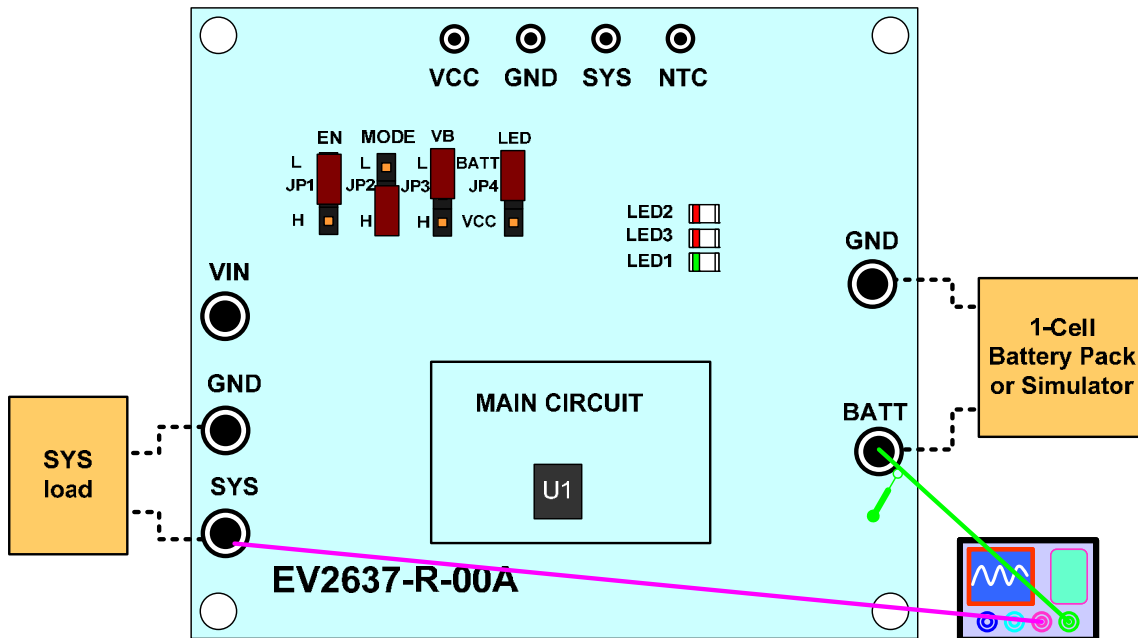 VCC GND SYS NTC
EN MODE VB LED
L L L BATT
JP1 JP2 JP3 JP4
H H H VCC
LED2
LED3
LED1
VIN
GND
GND
SYS
load
SYS
MAIN CIRCUIT
U1
BATT
1-Cell
Battery Pack
or Simulator
EV2637-R-00A